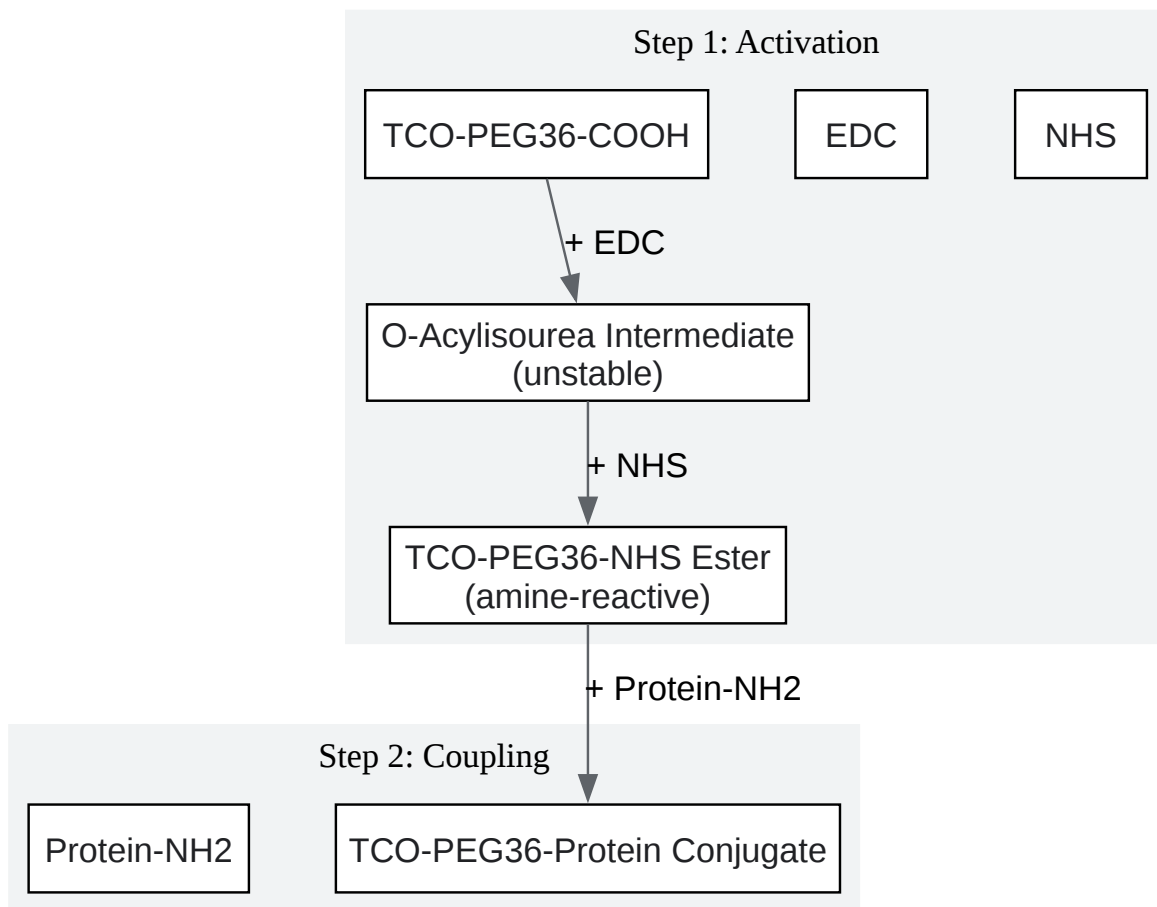 Step 1: Activation
TCO-PEG36-COOH
EDC
NHS
+ EDC
O-Acylisourea Intermediate
(unstable)
+ NHS
TCO-PEG36-NHS Ester
(amine-reactive)
+ Protein-NH2
Step 2: Coupling
Protein-NH2
TCO-PEG36-Protein Conjugate